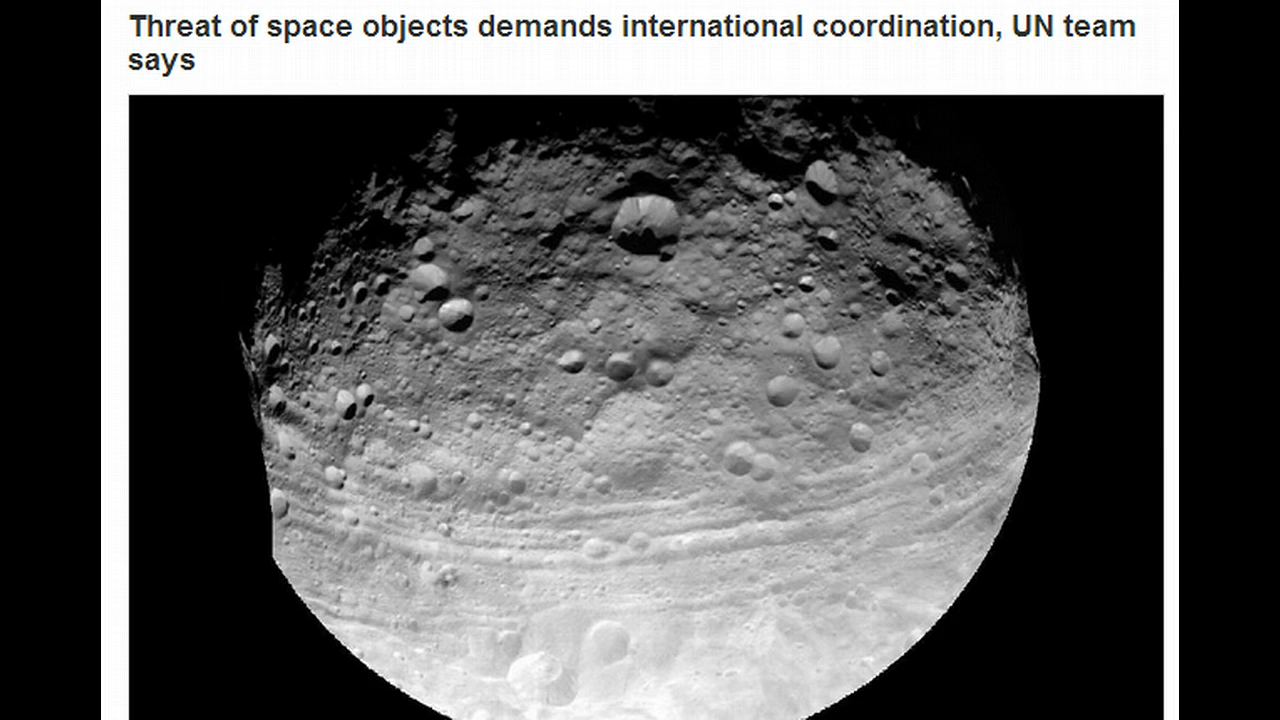 Threat of space objects demands international coordination, UN team
says